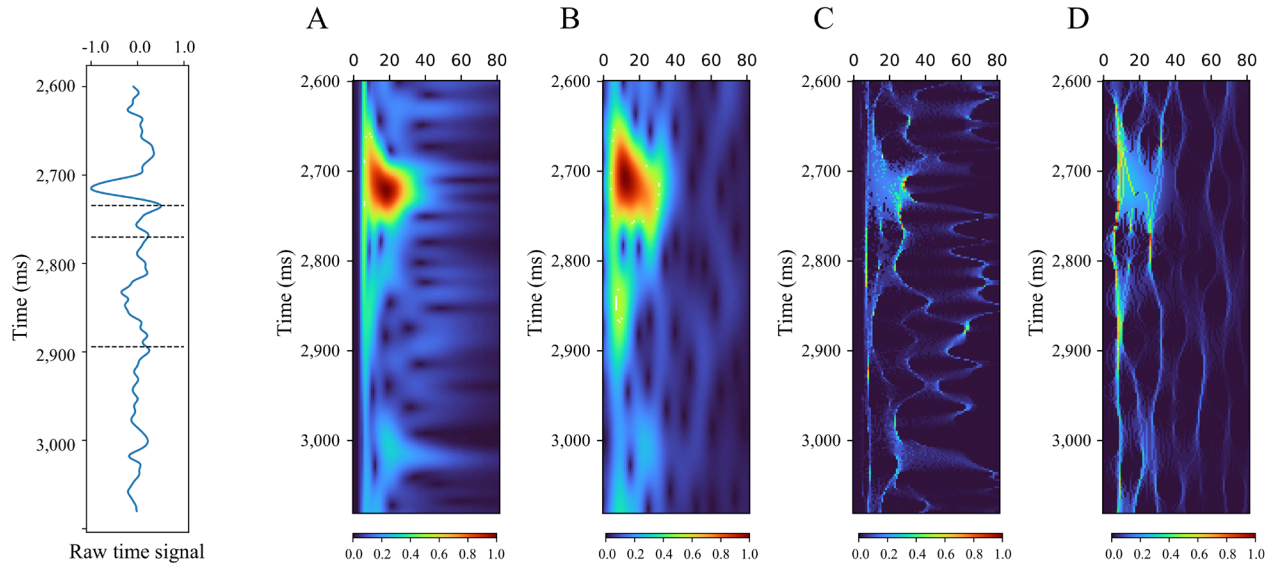 A B C D
-1.0 0.0 1.0
0 20 40 60 80 0 20 40 60 80 0 20 40 60 80 0 20 40 60 80
2,600 2,600 2,600 2,600 2,600
2,700 2,700 2,700 2,700 2,700
2,800 2,800 2,800 2,800 2,800
2,900 2,900 2,900 2,900 2,900
3,000 3,000 3,000 3,000 3,000
Time (ms) Time (ms) Time (ms) Time (ms) Time (ms)
Raw time signal
0.0 0.2 0.4 0.6 0.8 1.0 0.0 0.2 0.4 0.6 0.8 1.0 0.0 0.2 0.4 0.6 0.8 1.0 0.0 0.2 0.4 0.6 0.8 1.0